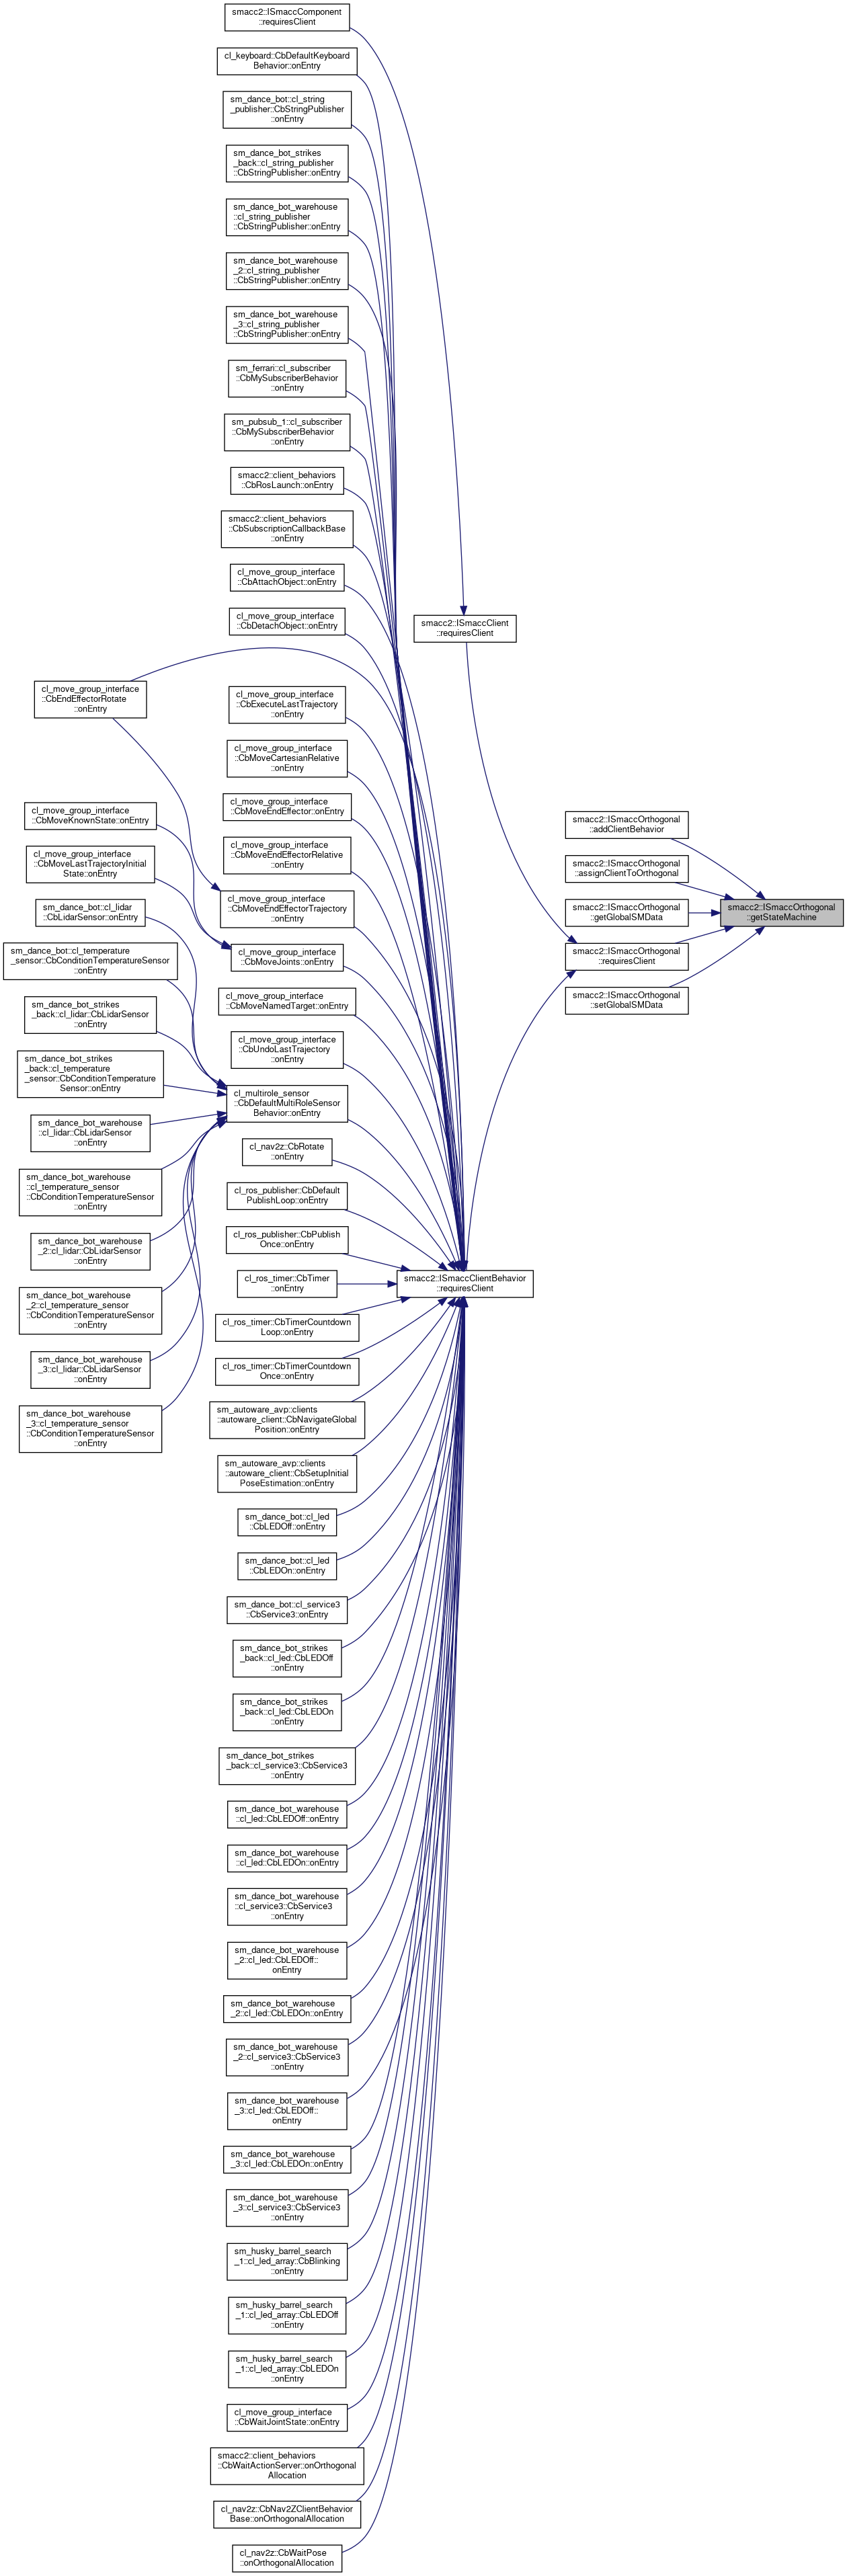 smacc2::ISmaccComponent
::requiresClient
cl_keyboard::CbDefaultKeyboard
Behavior::onEntry
sm_dance_bot::cl_string
_publisher::CbStringPublisher
::onEntry
sm_dance_bot_strikes
_back::cl_string_publisher
::CbStringPublisher::onEntry
sm_dance_bot_warehouse
::cl_string_publisher
::CbStringPublisher::onEntry
sm_dance_bot_warehouse
_2::cl_string_publisher
::CbStringPublisher::onEntry
sm_dance_bot_warehouse
_3::cl_string_publisher
::CbStringPublisher::onEntry
sm_ferrari::cl_subscriber
::CbMySubscriberBehavior
::onEntry
sm_pubsub_1::cl_subscriber
::CbMySubscriberBehavior
::onEntry
smacc2::client_behaviors
::CbRosLaunch::onEntry
smacc2::client_behaviors
::CbSubscriptionCallbackBase
::onEntry
cl_move_group_interface
::CbAttachObject::onEntry
cl_move_group_interface
::CbDetachObject::onEntry
smacc2::ISmaccClient
::requiresClient
cl_move_group_interface
::CbEndEffectorRotate
::onEntry
cl_move_group_interface
::CbExecuteLastTrajectory
::onEntry
cl_move_group_interface
::CbMoveCartesianRelative
::onEntry
cl_move_group_interface
::CbMoveEndEffector::onEntry
cl_move_group_interface
::CbMoveKnownState::onEntry
cl_move_group_interface
::CbMoveEndEffectorRelative
::onEntry
cl_move_group_interface
::CbMoveLastTrajectoryInitial
State::onEntry
cl_move_group_interface
::CbMoveEndEffectorTrajectory
::onEntry
cl_move_group_interface
::CbMoveJoints::onEntry
cl_move_group_interface
::CbMoveNamedTarget::onEntry
cl_move_group_interface
::CbUndoLastTrajectory
::onEntry
smacc2::ISmaccOrthogonal
::addClientBehavior
smacc2::ISmaccOrthogonal
::assignClientToOrthogonal
smacc2::ISmaccOrthogonal
::getGlobalSMData
smacc2::ISmaccOrthogonal
::requiresClient
smacc2::ISmaccOrthogonal
::setGlobalSMData
smacc2::ISmaccOrthogonal
::getStateMachine
sm_dance_bot::cl_lidar
::CbLidarSensor::onEntry
sm_dance_bot::cl_temperature
_sensor::CbConditionTemperatureSensor
::onEntry
sm_dance_bot_strikes
_back::cl_lidar::CbLidarSensor
::onEntry
sm_dance_bot_strikes
_back::cl_temperature
_sensor::CbConditionTemperature
Sensor::onEntry
sm_dance_bot_warehouse
::cl_lidar::CbLidarSensor
::onEntry
sm_dance_bot_warehouse
::cl_temperature_sensor
::CbConditionTemperatureSensor
::onEntry
sm_dance_bot_warehouse
_2::cl_lidar::CbLidarSensor
::onEntry
sm_dance_bot_warehouse
_2::cl_temperature_sensor
::CbConditionTemperatureSensor
::onEntry
sm_dance_bot_warehouse
_3::cl_lidar::CbLidarSensor
::onEntry
sm_dance_bot_warehouse
_3::cl_temperature_sensor
::CbConditionTemperatureSensor
::onEntry
cl_multirole_sensor
::CbDefaultMultiRoleSensor
Behavior::onEntry
cl_nav2z::CbRotate
::onEntry
cl_ros_publisher::CbDefault
PublishLoop::onEntry
cl_ros_publisher::CbPublish
Once::onEntry
cl_ros_timer::CbTimer
::onEntry
smacc2::ISmaccClientBehavior
::requiresClient
cl_ros_timer::CbTimerCountdown
Loop::onEntry
cl_ros_timer::CbTimerCountdown
Once::onEntry
sm_autoware_avp::clients
::autoware_client::CbNavigateGlobal
Position::onEntry
sm_autoware_avp::clients
::autoware_client::CbSetupInitial
PoseEstimation::onEntry
sm_dance_bot::cl_led
::CbLEDOff::onEntry
sm_dance_bot::cl_led
::CbLEDOn::onEntry
sm_dance_bot::cl_service3
::CbService3::onEntry
sm_dance_bot_strikes
_back::cl_led::CbLEDOff
::onEntry
sm_dance_bot_strikes
_back::cl_led::CbLEDOn
::onEntry
sm_dance_bot_strikes
_back::cl_service3::CbService3
::onEntry
sm_dance_bot_warehouse
::cl_led::CbLEDOff::onEntry
sm_dance_bot_warehouse
::cl_led::CbLEDOn::onEntry
sm_dance_bot_warehouse
::cl_service3::CbService3
::onEntry
sm_dance_bot_warehouse
_2::cl_led::CbLEDOff::
onEntry
sm_dance_bot_warehouse
_2::cl_led::CbLEDOn::onEntry
sm_dance_bot_warehouse
_2::cl_service3::CbService3
::onEntry
sm_dance_bot_warehouse
_3::cl_led::CbLEDOff::
onEntry
sm_dance_bot_warehouse
_3::cl_led::CbLEDOn::onEntry
sm_dance_bot_warehouse
_3::cl_service3::CbService3
::onEntry
sm_husky_barrel_search
_1::cl_led_array::CbBlinking
::onEntry
sm_husky_barrel_search
_1::cl_led_array::CbLEDOff
::onEntry
sm_husky_barrel_search
_1::cl_led_array::CbLEDOn
::onEntry
cl_move_group_interface
::CbWaitJointState::onEntry
smacc2::client_behaviors
::CbWaitActionServer::onOrthogonal
Allocation
cl_nav2z::CbNav2ZClientBehavior
Base::onOrthogonalAllocation
cl_nav2z::CbWaitPose
::onOrthogonalAllocation